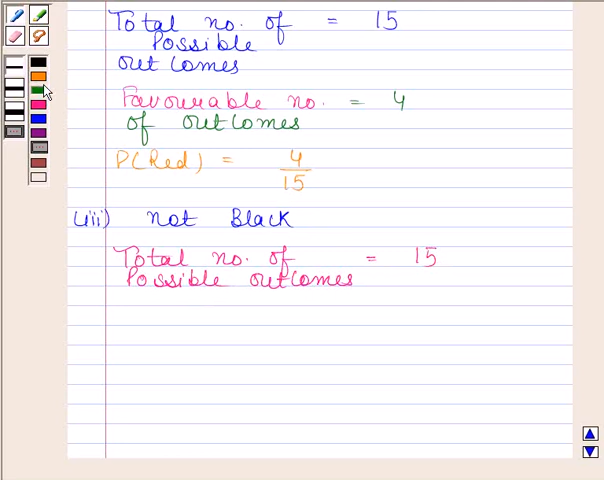 Total no. of = 15
Possible
outcomes
Favourable no. = 4
of outcomes
P(Red) = 4/15
(iii) not Black
Total no. of = 15
Possible outcomes